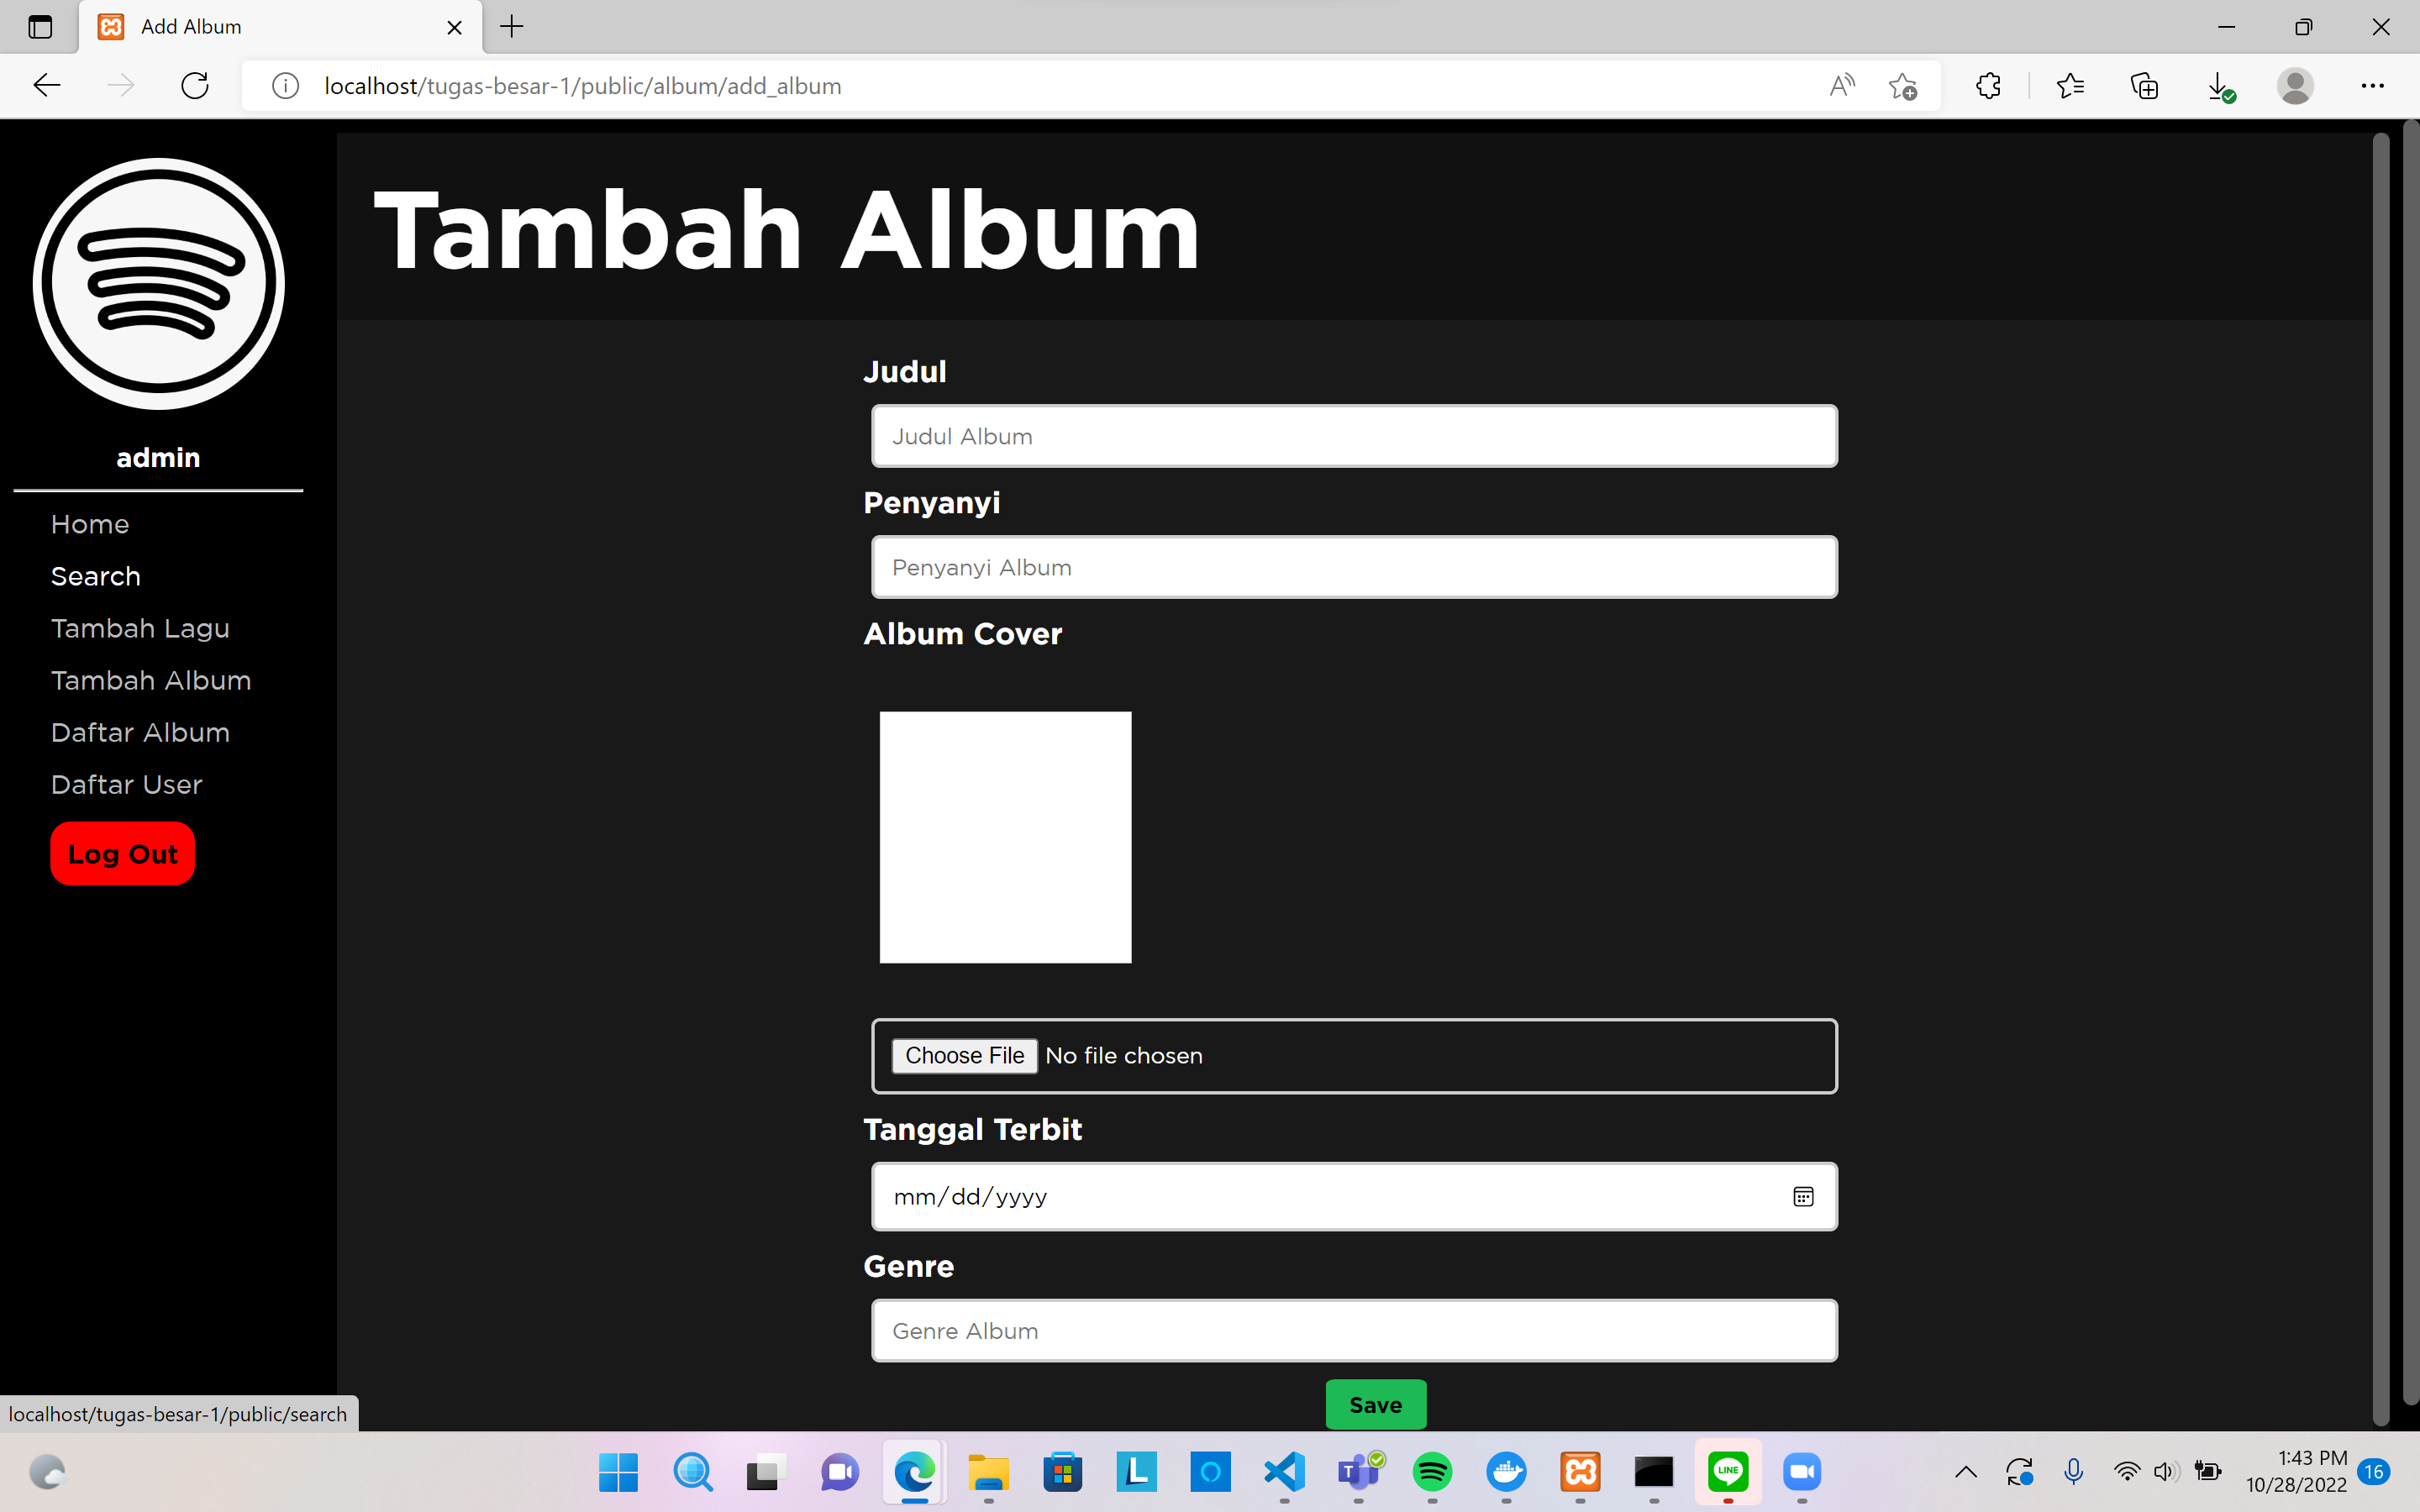 Add Album
localhost/tugas-besar-1/public/album/add_album
Tambah Album
admin
Home
Search
Tambah Lagu
Tambah Album
Daftar Album
Daftar User
Log Out
Judul
Judul Album
Penyanyi
Penyanyi Album
Album Cover
Choose File No file chosen
Tanggal Terbit
mm/dd/yyyy
Genre
Genre Album
Save
localhost/tugas-besar-1/public/search
L
T
LINE
1:43 PM
10/28/2022
16